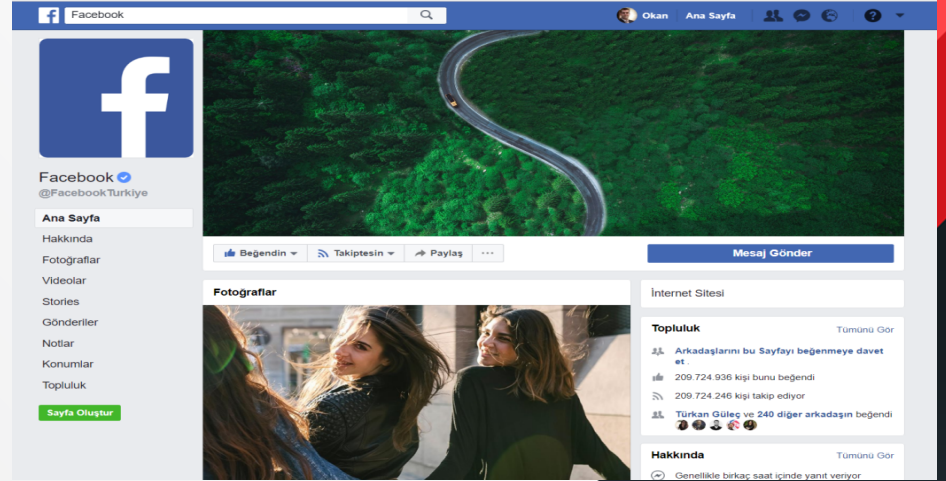 Facebook
Okan Ana Sayfa
Facebook
@FacebookTurkiye
Ana Sayfa
Hakkında
Fotoğraflar
Videolar
Stories
Gönderiler
Notlar
Konumlar
Topluluk
Sayfa Oluştur
Beğendin Takiptesin Paylaş ...
Mesaj Gönder
Fotoğraflar
İnternet Sitesi
Topluluk Tümünü Gör
Arkadaşlarını bu Sayfayı beğenmeye davet
et
209.724.936 kişi bunu beğendi
209.724.246 kişi takip ediyor
Türkan Güleç ve 240 diğer arkadaşın beğendi
Hakkında Tümünü Gör
Genellikle birkaç saat içinde yanıt veriyor